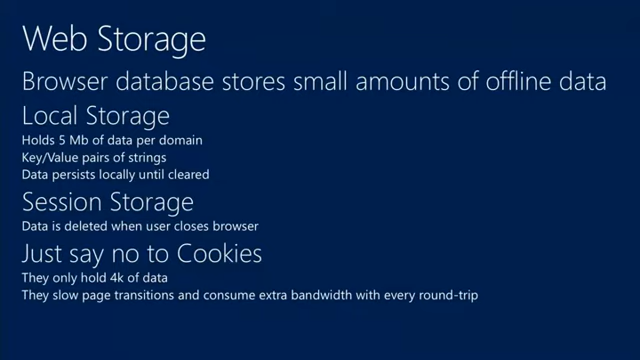 Web Storage
Browser database stores small amounts of offline data
Local Storage
Holds 5 Mb of data per domain
Key/Value pairs of strings
Data persists locally until cleared
Session Storage
Data is deleted when user closes browser
Just say no to Cookies
They only hold 4k of data
They slow page transitions and consume extra bandwidth with every round-trip